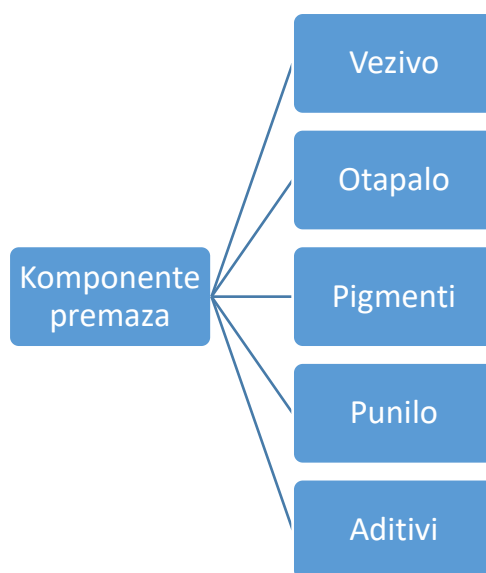 Vezivo
Otapalo
Komponente
premaza
Pigmenti
Punilo
Aditivi